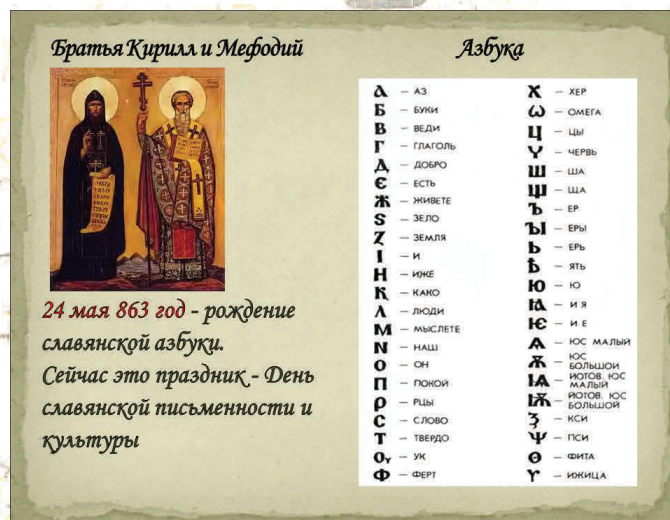 Братья Кирилл и Мефодий
24 мая 863 год - рождение
славянской азбуки.
Сейчас это праздник - День
славянской письменности и
культуры
Азбука
А – АЗ
Б – БУКИ
В – ВЕДИ
Г – ГЛАГОЛЬ
Д – ДОБРО
Є – ЕСТЬ
Ж – ЖИВЕТЕ
Ѕ – ЗЕЛО
Ꙁ – ЗЕМЛЯ
І – И
Н – ИЖЕ
К – КАКО
Л – ЛЮДИ
М – МЫСЛЕТЕ
N – НАШ
О – ОН
П – ПОКОЙ
Р – РЦЫ
С – СЛОВО
Т – ТВЕРДО
Оу – УК
Ф – ФЕРТ
Х – ХЕР
Ѡ – ОМЕГА
Ц – ЦЫ
Ч – ЧЕРВЬ
Ш – ША
Щ – ЩА
Ъ – ЕР
ЪІ – ЕРЫ
Ь – ЕРЬ
Ѣ – ЯТЬ
Ю – Ю
Ꙗ – И Я
Ѥ – И Е
Ѧ – ЮС МАЛЫЙ
Ѫ – ЮС
БОЛЬШОЙ
Ѩ – ЙОТОВ. ЮС
МАЛЫЙ
Ѭ – ЙОТОВ. ЮС
БОЛЬШОЙ
Ѯ – КСИ
Ѱ – ПСИ
Ѳ – ФИТА
Ѵ – ИЖИЦА